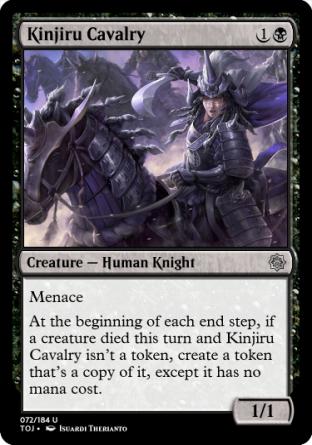 Kinjiru Cavalry 1
Creature — Human Knight
Menace
At the beginning of each end step, if
a creature died this turn and Kinjiru
Cavalry isn't a token, create a token
that's a copy of it, except it has no
mana cost.
1/1
072/184 U
TOJ • Isuardi Therianto